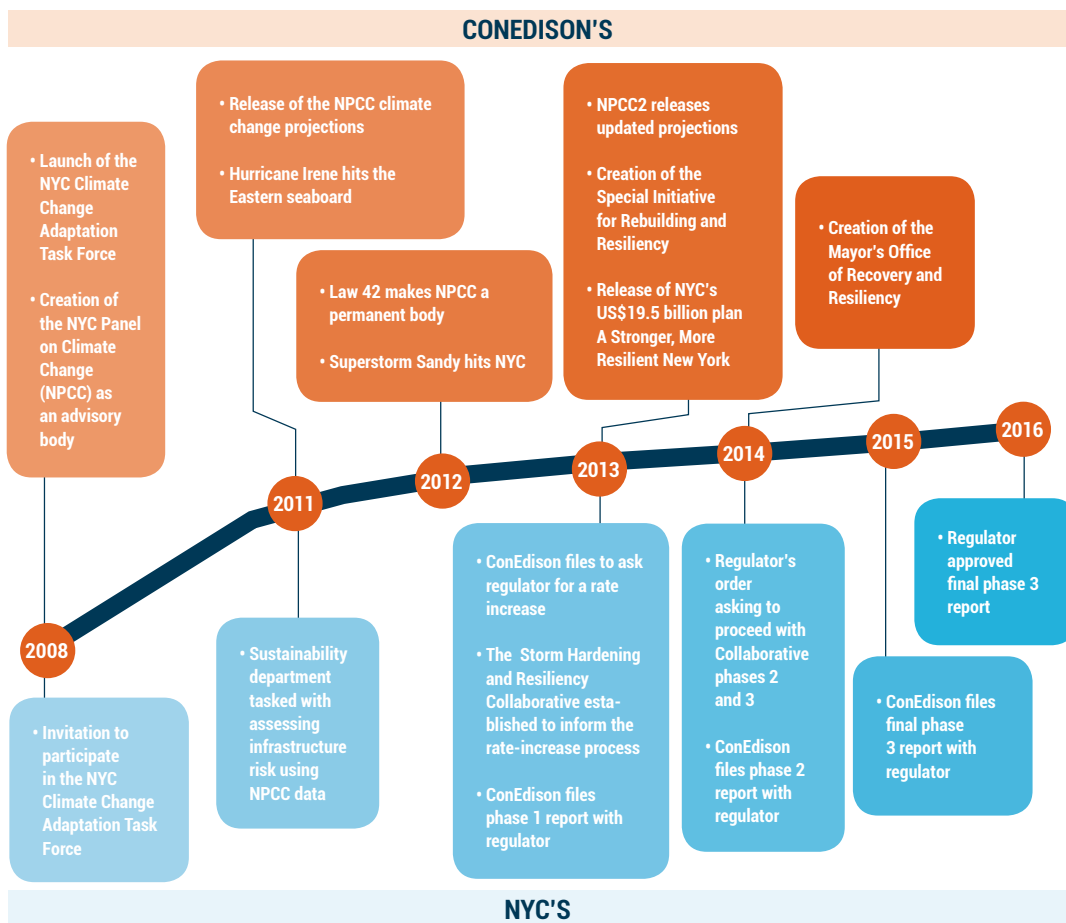 CONEDISON'S
• Launch of the
NYC Climate
Change
Adaptation
Task Force
• Creation of
the NYC Panel
on Climate
Change
(NPCC) as
an advisory
body
• Release of the NPCC climate
change projections
• Hurricane Irene hits the
Eastern seaboard
• Law 42 makes NPCC a
permanent body
• Superstorm Sandy hits NYC
• NPCC2 releases
updated projections
• Creation of the
Special Initiative
for Rebuilding and
Resiliency
• Release of NYC's
US$19.5 billion plan
A Stronger, More
Resilient New York
• Creation of the
Mayor's Office
of Recovery and
Resiliency
2008
2011
2012
2013
2014
2015
2016
• Invitation to
participate
in the NYC
Climate Change
Adaptation Task
Force
• Sustainability
department
tasked with
assessing
infrastructure
risk using
NPCC data
• ConEdison files to ask
regulator for a rate
increase
• The Storm Hardening
and Resiliency
Collaborative esta-
blished to inform the
rate-increase process
• ConEdison files
phase 1 report with
regulator
• Regulator's
order
asking to
proceed with
Collaborative
phases 2
and 3
• ConEdison
files phase 2
report with
regulator
• ConEdison files
final phase
3 report with
regulator
• Regulator
approved
final phase 3
report
NYC'S